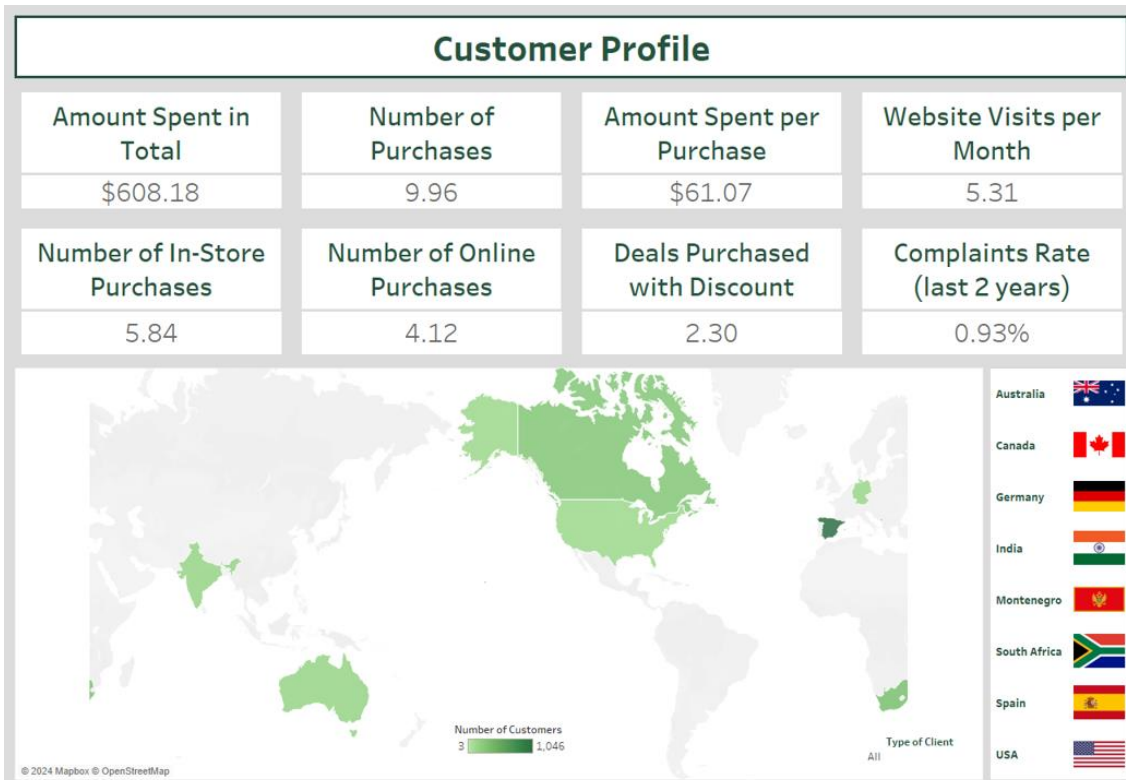 Customer Profile
Amount Spent in
Total
$608.18
Number of
Purchases
9.96
Amount Spent per
Purchase
$61.07
Website Visits per
Month
5.31
Number of In-Store
Purchases
5.84
Number of Online
Purchases
4.12
Deals Purchased
with Discount
2.30
Complaints Rate
(last 2 years)
0.93%
Australia
Canada
Germany
India
Montenegro
South Africa
Spain
USA
Number of Customers
3 1,046
Type of Client
All
© 2024 Mapbox © OpenStreetMap